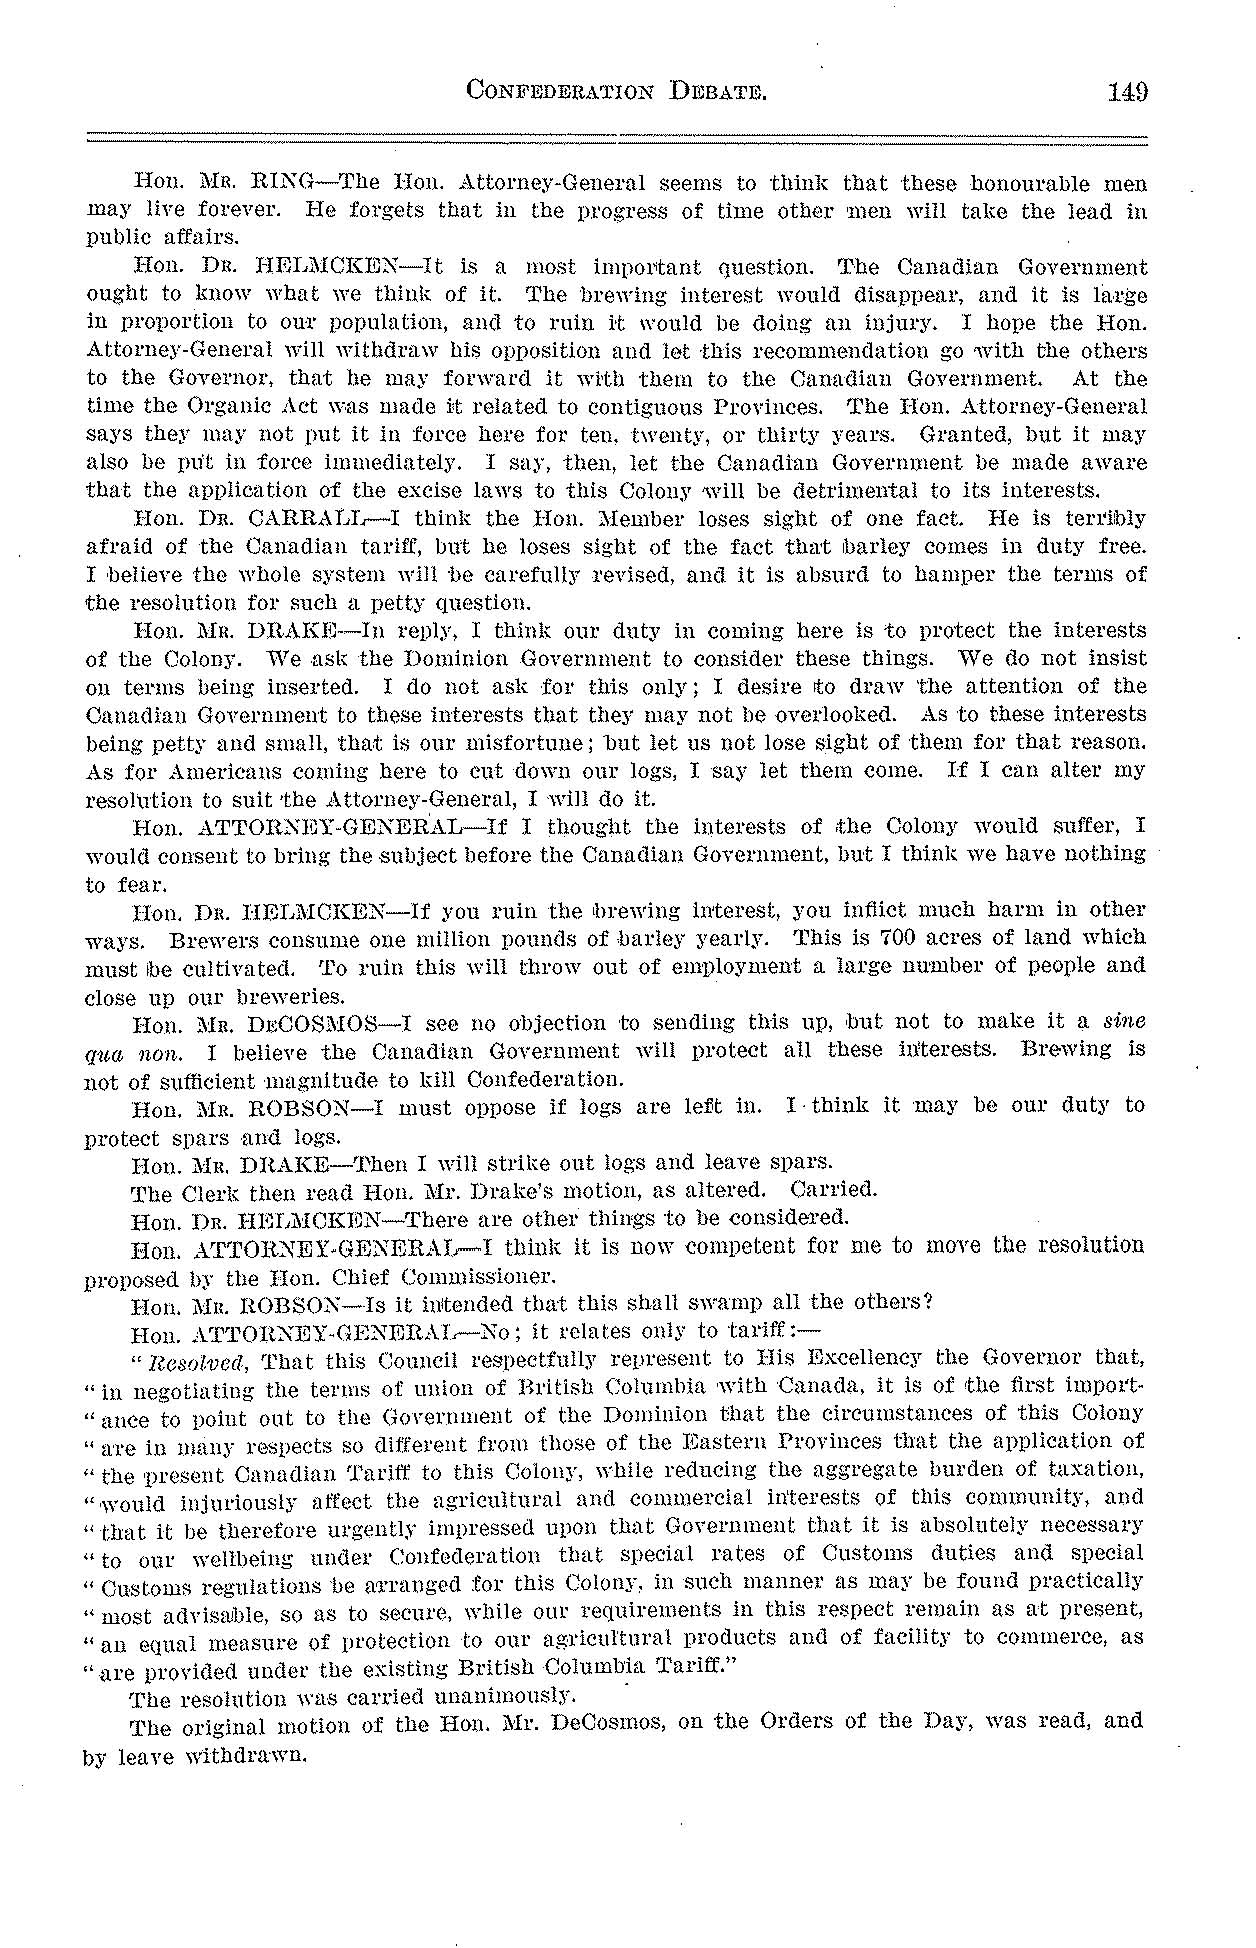 CONFEDERATION DEBATE. 149
Hon. MR. RING—The Hon. Attorney-General seems to think that these honourable men
may live forever. He forgets that in the progress of time other men will take the lead in
public affairs.
Hon. DR. HELMCKEN—It is a most important question. The Canadian Government
ought to know what we think of it. The brewing interest would disappear, and it is large
in proportion to our population, and to ruin it would be doing an injury. I hope the Hon.
Attorney-General will withdraw his opposition and let this recommendation go with the others
to the Governor, that he may forward it with them to the Canadian Government. At the
time the Organic Act was made it related to contiguous Provinces. The Hon. Attorney-General
says they may not put it in force here for ten, twenty, or thirty years. Granted, but it may
also be put in force immediately. I say, then, let the Canadian Government be made aware
that the application of the excise laws to this Colony will be detrimental to its interests.
Hon. DR. CARRALL—I think the Hon. Member loses sight of one fact. He is terribly
afraid of the Canadian tariff, but he loses sight of the fact that barley comes in duty free.
I believe the whole system will be carefully revised, and it is absurd to hamper the terms of
the resolution for such a petty question.
Hon. MR. DRAKE—In reply, I think our duty in coming here is to protect the interests
of the Colony. We ask the Dominion Government to consider these things. We do not insist
on terms being inserted. I do not ask for this only; I desire to draw the attention of the
Canadian Government to these interests that they may not be overlooked. As to these interests
being petty and small, that is our misfortune; but let us not lose sight of them for that reason.
As for Americans coming here to cut down our logs, I say let them come. If I can alter my
resolution to suit the Attorney-General, I will do it.
Hon. ATTORNEY-GENERAL—If I thought the interests of the Colony would suffer, I
would consent to bring the subject before the Canadian Government, but I think we have nothing
to fear.
Hon. DR. HELMCKEN—If you ruin the brewing interest, you inflict much harm in other
ways. Brewers consume one million pounds of barley yearly. This is 700 acres of land which
must be cultivated. To ruin this will throw out of employment a large number of people and
close up our breweries.
Hon. MR. DECOSMOS—I see no objection to sending this up, but not to make it a sine
qua non. I believe the Canadian Government will protect all these interests. Brewing is
not of sufficient magnitude to kill Confederation.
Hon. MR. ROBSON—I must oppose if logs are left in. I think it may be our duty to
protect spars and logs.
Hon. MR. DRAKE—Then I will strike out logs and leave spars.
The Clerk then read Hon. Mr. Drake's motion, as altered. Carried.
Hon. DR. HELMCKEN—There are other things to be considered.
Hon. ATTORNEY-GENERAL—I think it is now competent for me to move the resolution
proposed by the Hon. Chief Commissioner.
Hon. MR. ROBSON—Is it intended that this shall swamp all the others?
Hon. ATTORNEY-GENERAL—No; it relates only to tariff:—
"Resolved, That this Council respectfully represent to His Excellency the Governor that,
"in negotiating the terms of union of British Columbia with Canada, it is of the first import-
"ance to point out to the Government of the Dominion that the circumstances of this Colony
"are in many respects so different from those of the Eastern Provinces that the application of
"the present Canadian Tariff to this Colony, while reducing the aggregate burden of taxation,
"would injuriously affect the agricultural and commercial interests of this community, and
"that it be therefore urgently impressed upon that Government that it is absolutely necessary
"to our wellbeing under Confederation that special rates of Customs duties and special
"Customs regulations be arranged for this Colony, in such manner as may be found practically
"most advisable, so as to secure, while our requirements in this respect remain as at present,
"an equal measure of protection to our agricultural products and of facility to commerce, as
"are provided under the existing British Columbia Tariff."
The resolution was carried unanimously.
The original motion of the Hon. Mr. DeCosmos, on the Orders of the Day, was read, and
by leave withdrawn.